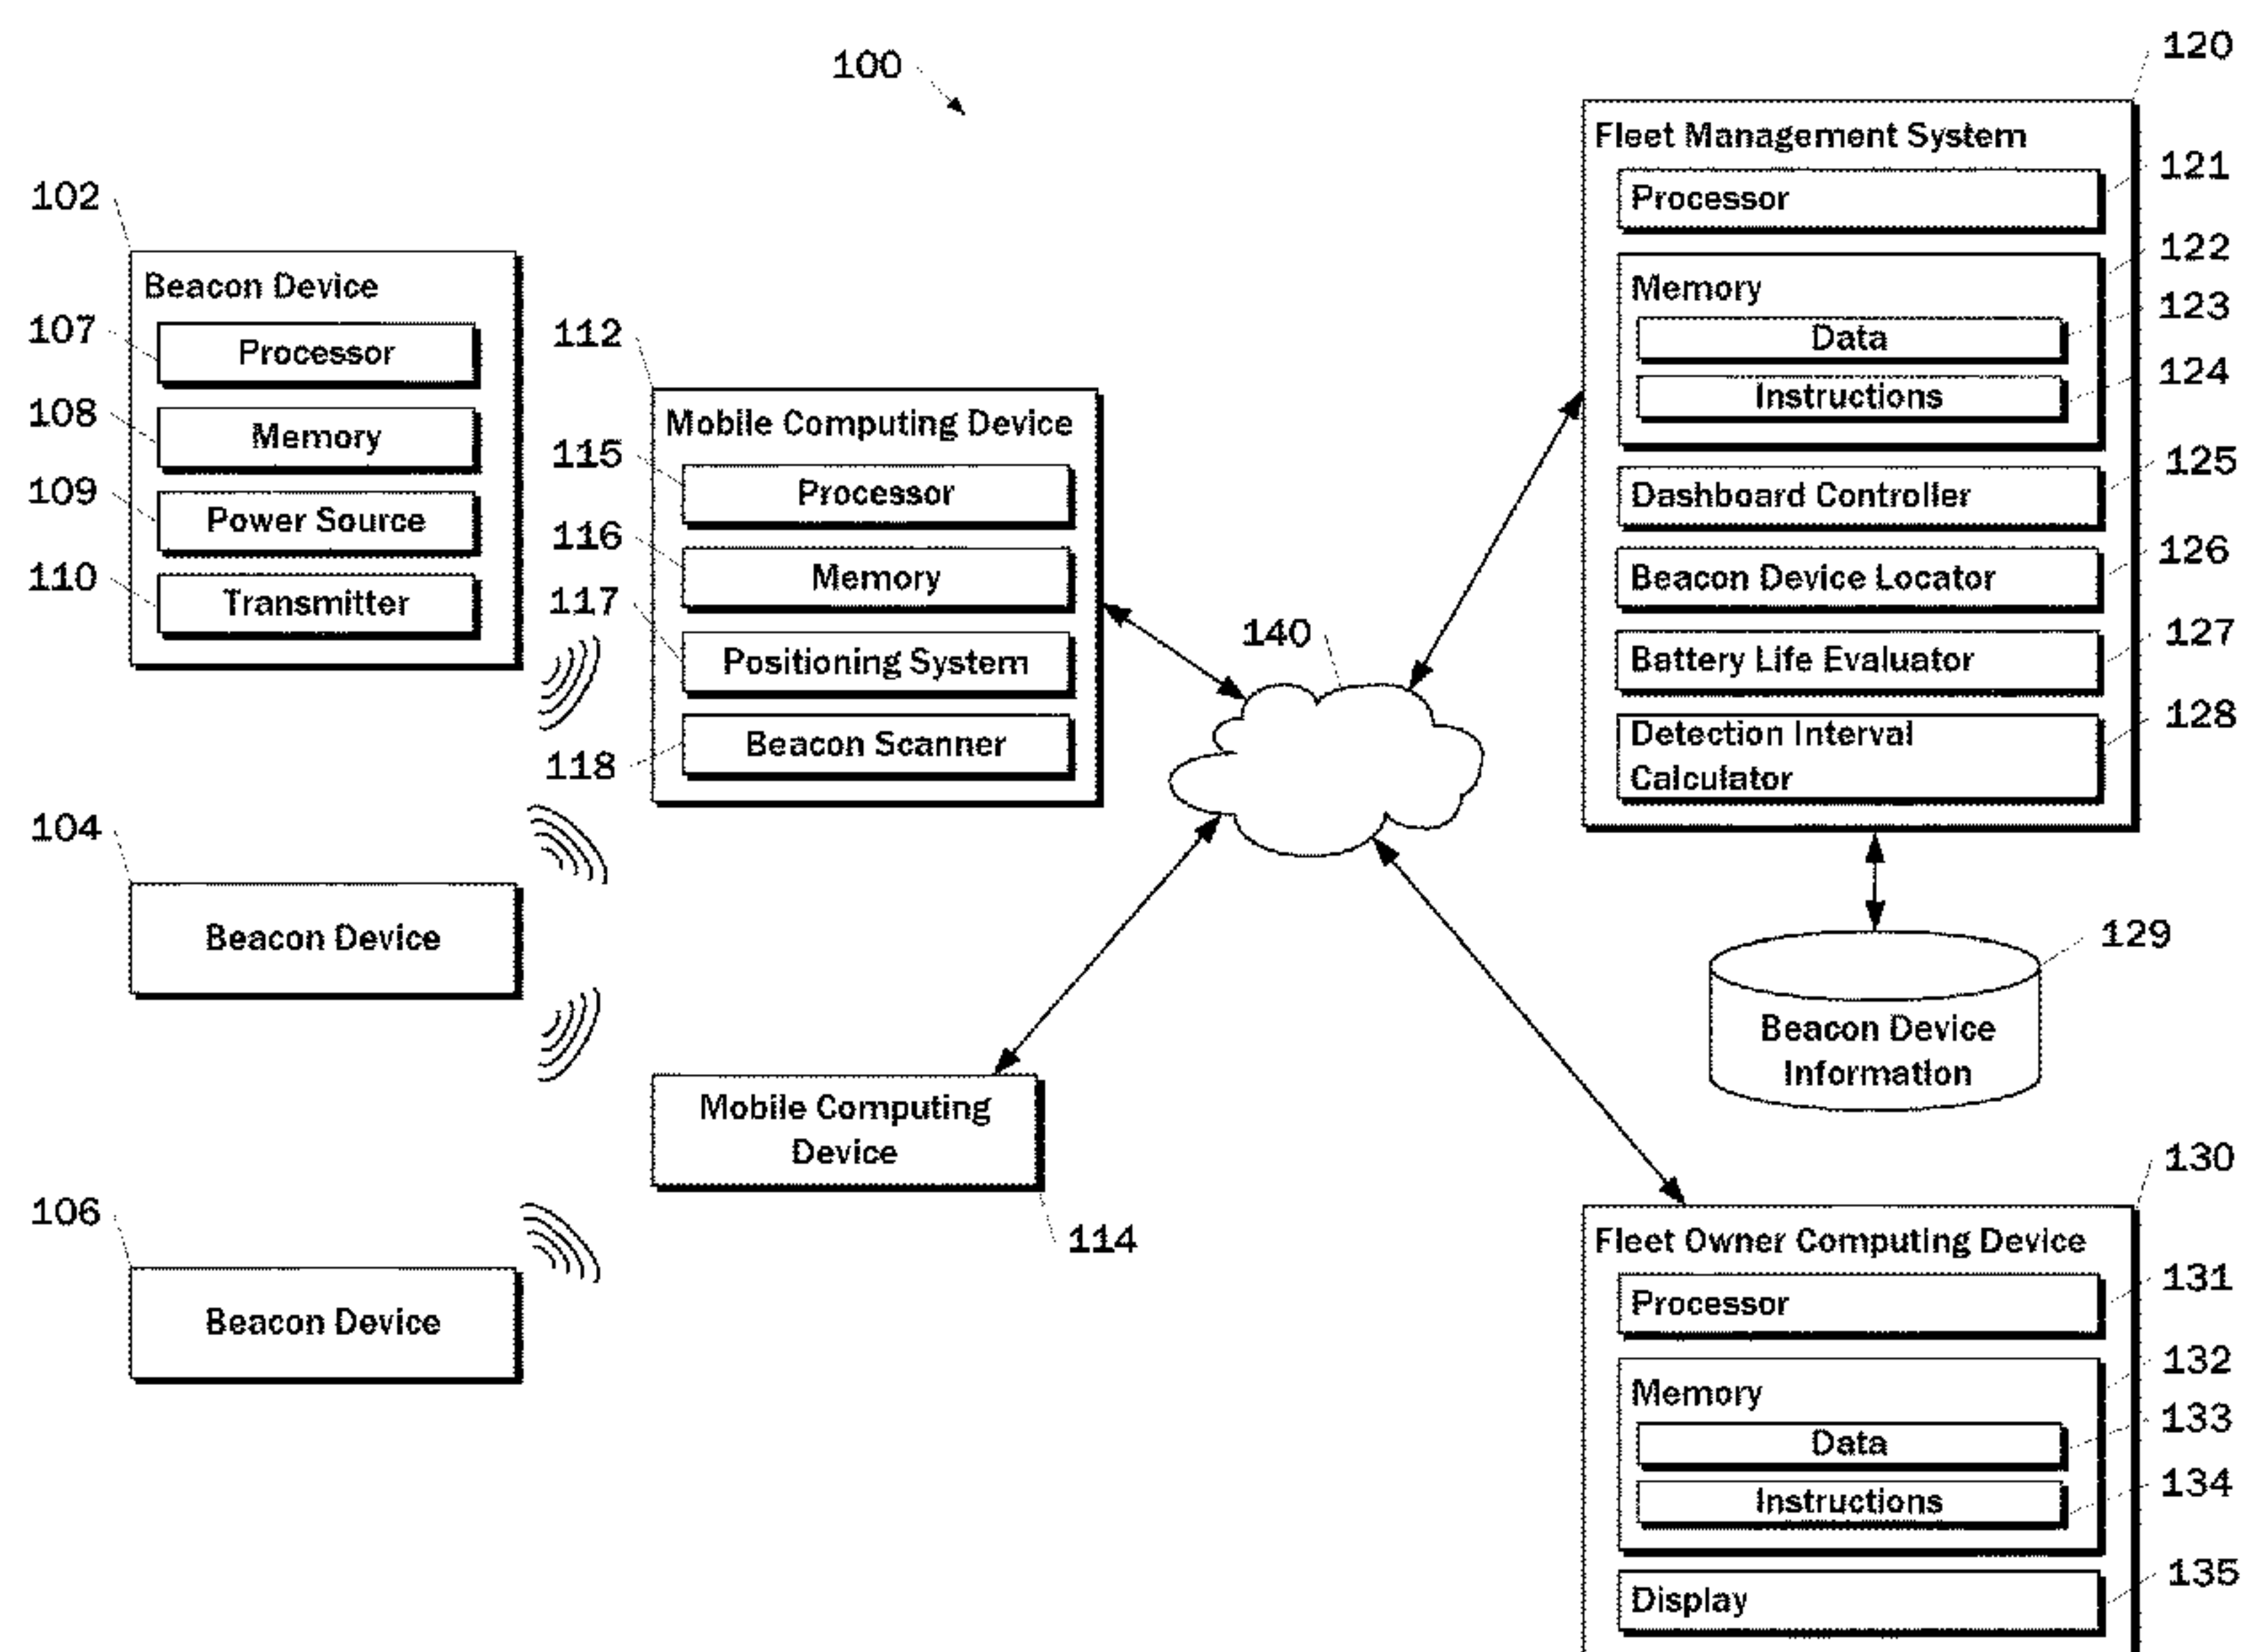 100
102
Beacon Device
107
Processor
108
Memory
109
Power Source
110
Transmitter
104
Beacon Device
106
Beacon Device
112
Mobile Computing Device
115
Processor
116
Memory
117
Positioning System
118
Beacon Scanner
Mobile Computing
Device
114
140
120
Fleet Management System
121
Processor
122
Memory
123
Data
124
Instructions
125
Dashboard Controller
126
Beacon Device Locator
127
Battery Life Evaluator
128
Detection Interval
Calculator
129
Beacon Device
Information
130
Fleet Owner Computing Device
131
Processor
132
Memory
133
Data
134
Instructions
135
Display